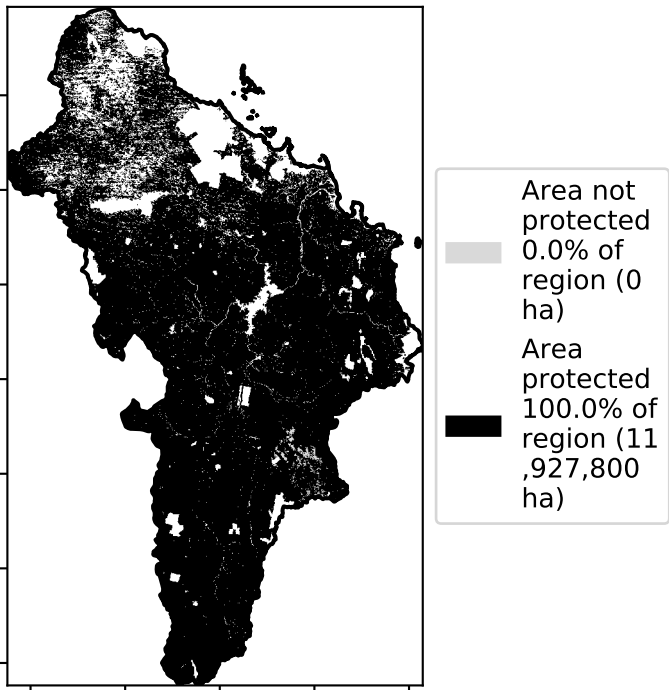 Area not
protected
0.0% of
region (0
ha)
Area
protected
100.0% of
region (11
,927,800
ha)